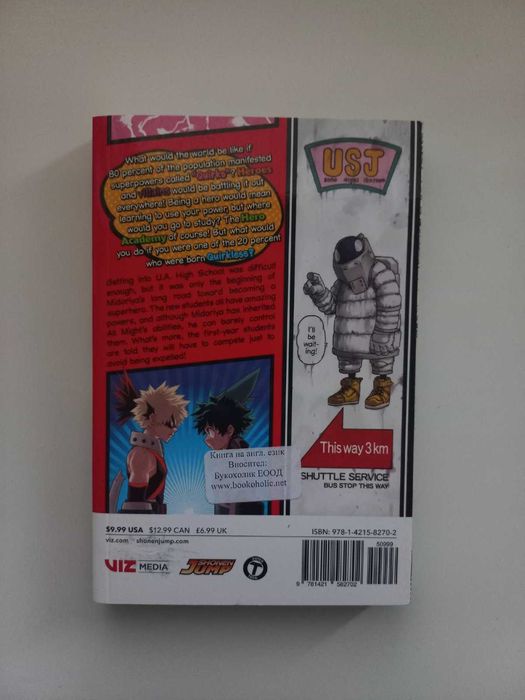 What would the world be like if
80 percent of the population manifested
superpowers called "Quirks"? Heroes
and villains would be battling it out
everywhere! Being a hero would mean
learning to use your power, but where
would you go to study? The Hero
Academy of course! But what would
you do if you were one of the 20 percent
who were born Quirkless?
Getting into U.A. High School was difficult
enough, but it was only the beginning of
Midoriya's long road toward becoming a
superhero. The new students all have amazing
powers, and although Midoriya has inherited
All Might's abilities, he can barely control
them. What's more, the first-year students
are told they will have to compete just to
avoid being expelled!
USJ
I'll
be
wait-
ing!
This way 3 km
SHUTTLE SERVICE
BUS STOP THIS WAY
Книга на англ. език
Вносител:
Букохолик ЕООД
www.bookoholic.net
$9.99 USA $12.99 CAN £6.99 UK
viz.com shonenjump.com
VIZ MEDIA
SHONEN
JUMP
T
ISBN: 978-1-4215-8270-2
50999
9 781421 582702